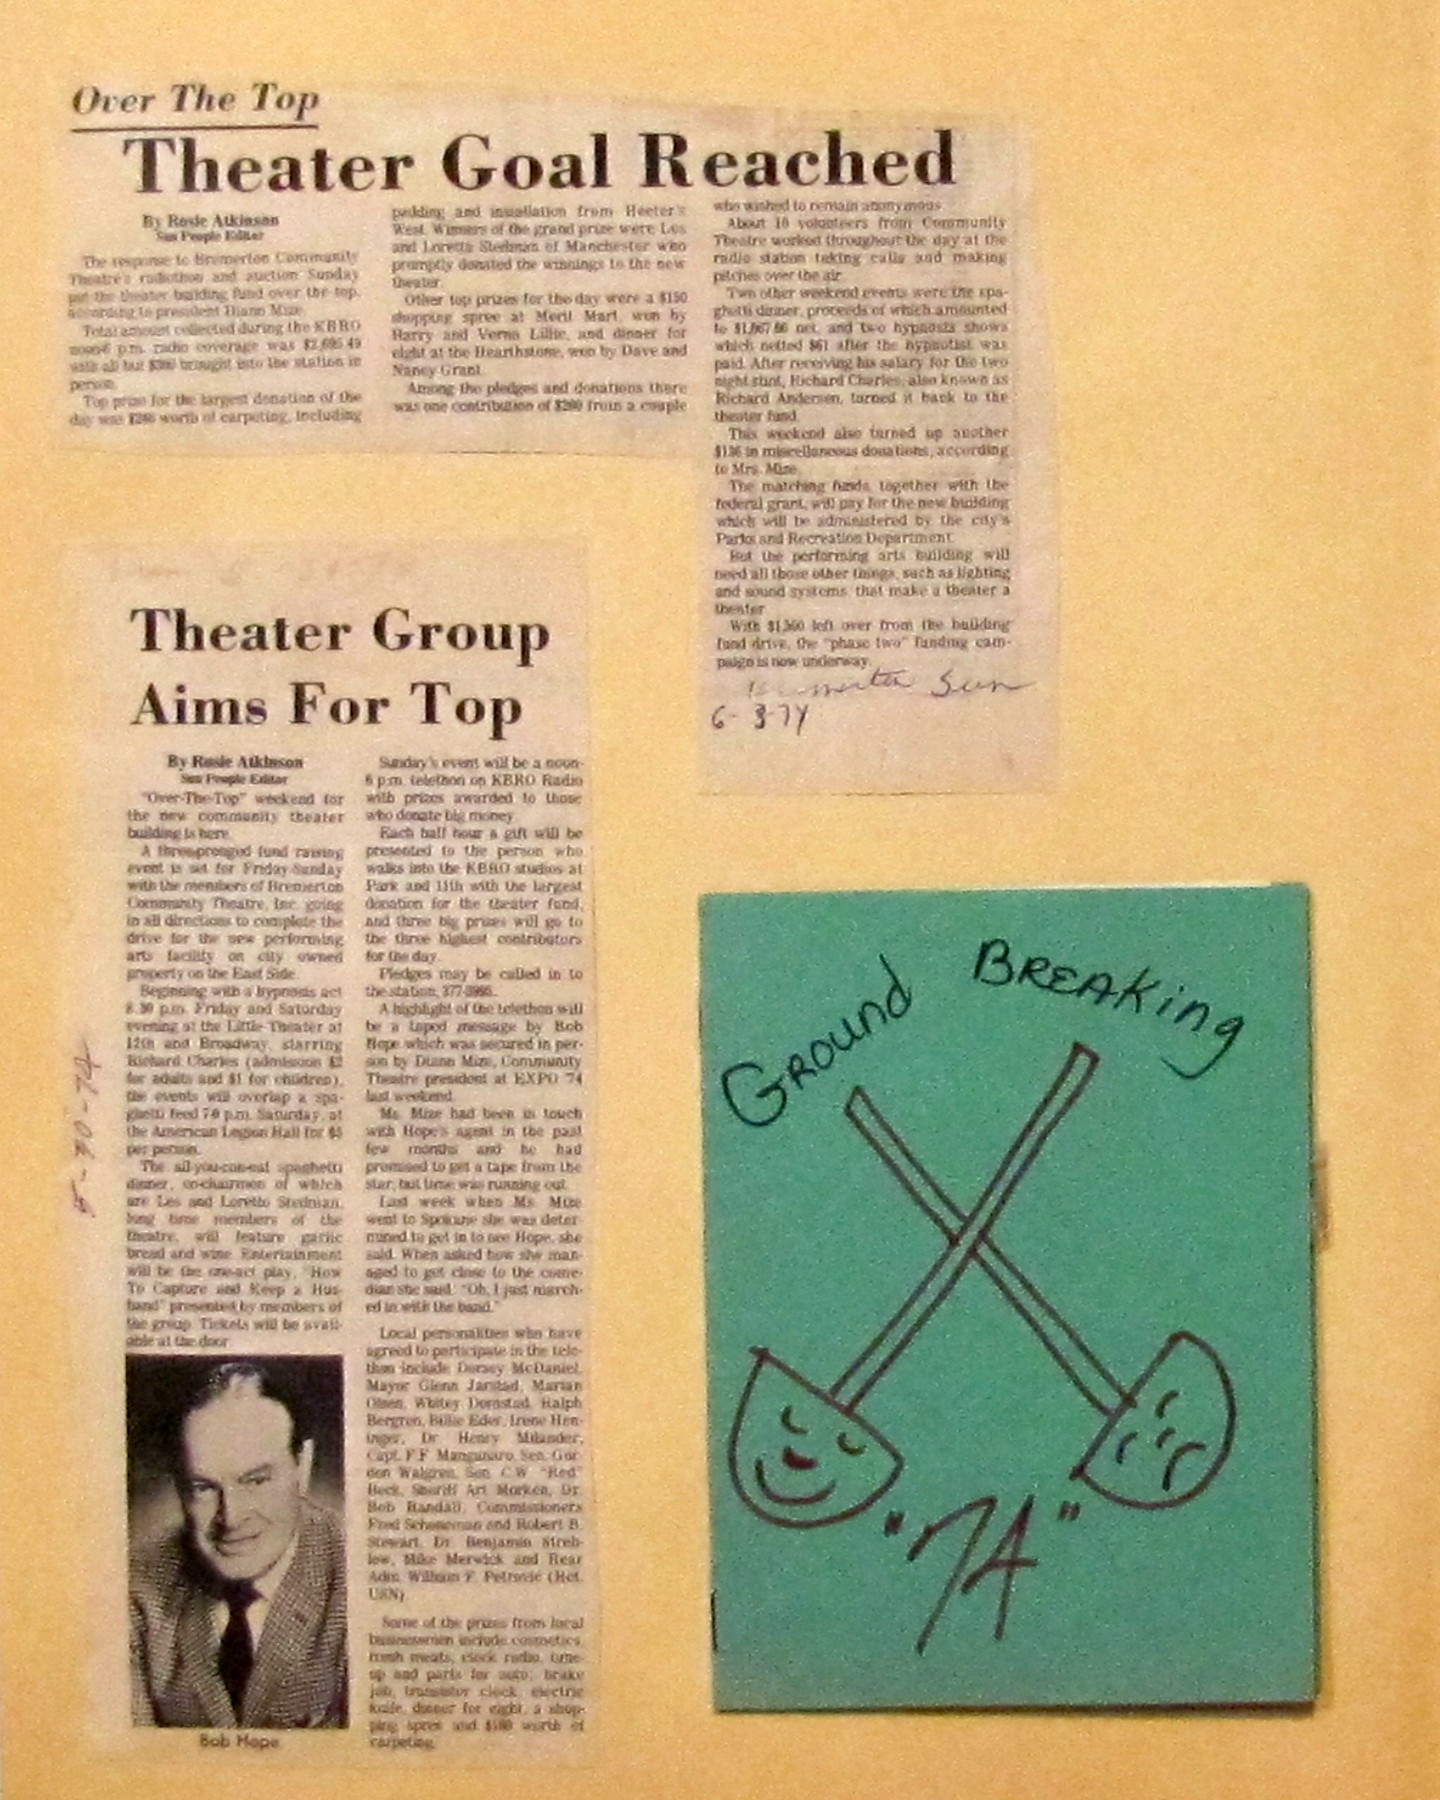 Over The Top
Theater Goal Reached
By Rosie Atkinson
Sun People Editor
The response to Bremerton Community
Theatre's radiothon and auction Sunday
put the theater building fund over the top,
according to president Diann Mize.
Total amount collected during the KBRO
noon-6 p.m. radio coverage was
with all but $300 brought into the station in
person.
Top prize for the largest donation of the
day was worth of carpeting, including
padding and installation from Heeter's
West. Winners of the grand prize were Les
and Loretta Stedman of Manchester who
promptly donated the winnings to the new
theater.
Other top prizes for the day were a $150
shopping spree at Merit Mart, won by
Harry and Verna Lillie, and dinner for
eight at the Hearthstone, won by Dave and
Nancy Grant.
Among the pledges and donations there
was one contribution of $200 from a couple
who wished to remain anonymous.
About 10 volunteers from Community
Theatre worked throughout the day at the
radio station taking calls and making
pitches over the air.
Two other weekend events were the spa-
ghetti dinner, proceeds of which amounted
to net, and two hypnosis shows
which netted $61 after the hypnotist was
paid. After receiving his salary for the two
night stint, Richard Charles, also known as
Richard Andersen, turned it back to the
theater fund.
This weekend also turned up another
$136 in miscellaneous donations, according
to Mrs. Mize.
The matching funds, together with the
federal grant, will pay for the new building
which will be administered by the city's
Parks and Recreation Department.
But the performing arts building will
need all those other things, such as lighting
and sound systems, that make a theater a
theater.
With $1,300 left over from the building
fund drive, the "phase two" funding cam-
paign is now underway.
Bremerton Sun
6-3-74
Theater Group
Aims For Top
By Rosie Atkinson
Sun People Editor
"Over-The-Top" weekend for
the new community theater
building is here.
A three-pronged fund raising
event is set for Friday-Sunday
with the members of Bremerton
Community Theatre, Inc. going
in all directions to complete the
drive for the new performing
arts facility on city owned
property on the East Side.
Beginning with a hypnosis act
8:30 p.m. Friday and Saturday
evening at the Little Theater at
12th and Broadway, starring
Richard Charles (admission $2
for adults and $1 for children),
the events will overlap a spa-
ghetti feed 7-9 p.m. Saturday, at
the American Legion Hall for $5
per person.
The all-you-can-eat spaghetti
dinner, co-chairmen of which
are Les and Loretto Stedman,
long time members of the
theatre, will feature garlic
bread and wine. Entertainment
will be the one-act play, "How
To Capture and Keep a Hus-
band" presented by members of
the group. Tickets will be avail-
able at the door.
Bob Hope
5-30-74
Sunday's event will be a noon-
6 p.m. telethon on KBRO Radio
with prizes awarded to those
who donate big money.
Each half hour a gift will be
presented to the person who
walks into the KBRO studios at
Park and 11th with the largest
donation for the theater fund,
and three big prizes will go to
the three highest contributors
for the day.
Pledges may be called in to
the station,
A highlight of the telethon will
be a taped message by Bob
Hope which was secured in per-
son by Diann Mize, Community
Theatre president at EXPO '74
last weekend.
Ms. Mize had been in touch
with Hope's agent in the past
few months and he had
promised to get a tape from the
star, but time was running out.
Last week when Ms. Mize
went to Spokane she was deter-
mined to get in to see Hope, she
said. When asked how she man-
aged to get close to the come-
dian she said. "Oh, I just march-
ed in with the band."
Local personalities who have
agreed to participate in the tele-
thon include Dorsey McDaniel,
Mayor Glenn Jarstad, Marian
Olsen, Whitey Domstad, Ralph
Bergren, Billie Eder, Irene Hen-
inger, Dr. Henry Milander,
Capt. F.F. Manganaro, Sen. Gor-
don Walgren, Sen. C.W. "Red"
Beck, Sheriff Art Morken, Dr.
Bob Randall, Commissioners
Fred Scheneman and Robert B.
Stewart, Dr. Benjamin Streb-
low, Mike Merwick and Rear
Adm. William F. Petrovic (Ret.
USN).
Some of the prizes from local
businessmen include cosmetics,
fresh meats, clock radio, tune-
up and parts for auto; brake
job, transistor clock, electric
knife, dinner for eight, a shop-
ping spree and worth of
carpeting.
GROUND BREAKING
"74"